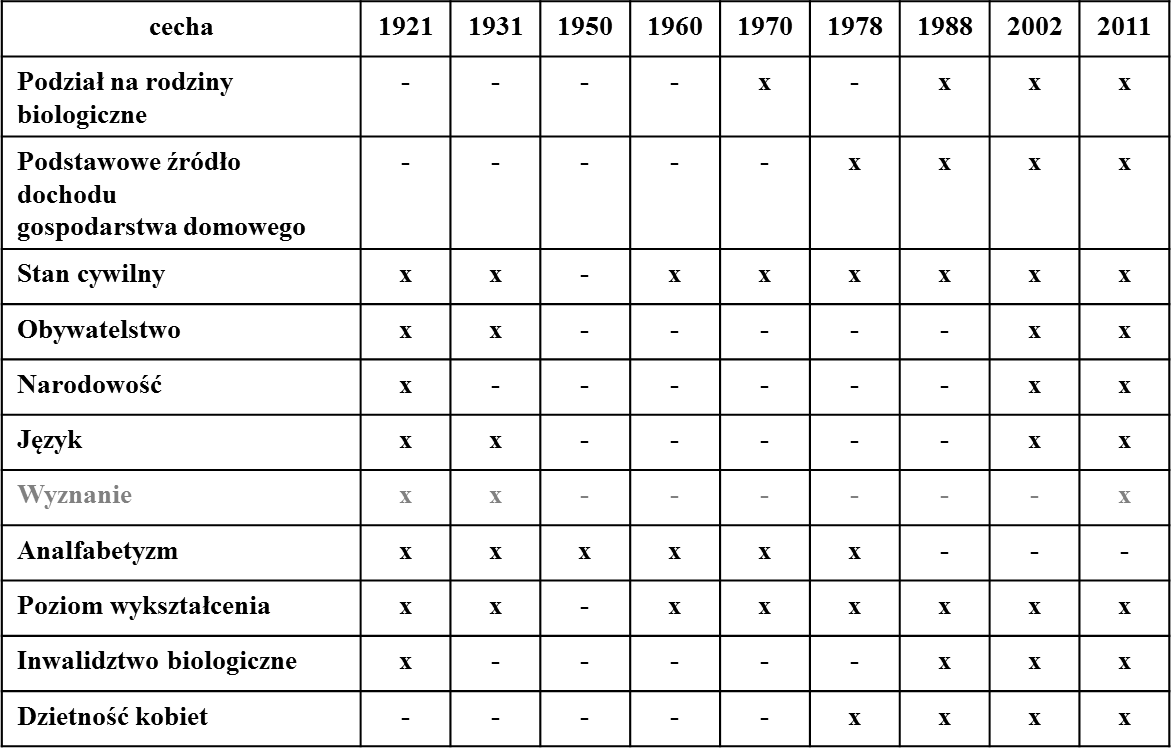 cecha 1921 1931 1950 1960 1970 1978 1988 2002 2011
Podział na rodziny - - - - x - x x x
biologiczne
Podstawowe źródło - - - - - x x x x
dochodu
gospodarstwa domowego
Stan cywilny x x - x x x x x x
Obywatelstwo x x - - - - - x x
Narodowość x - - - - - - x x
Język x x - - - - - x x
Wyznanie x x - - - - - - x
Analfabetyzm x x x x x x - - -
Poziom wykształcenia x x - x x x x x x
Inwalidztwo biologiczne x - - - - - x x x
Dzietność kobiet - - - - - x x x x